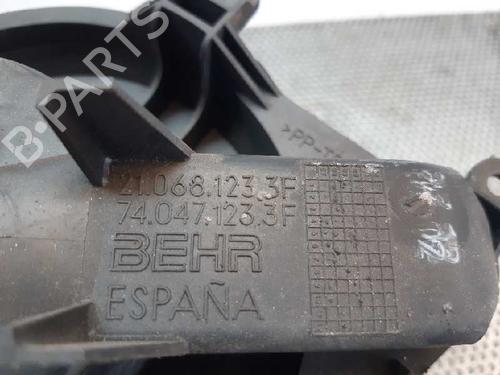 B-PARTS
21.068.123.3F
74.047.123.3F
BEHR
ESPAÑA